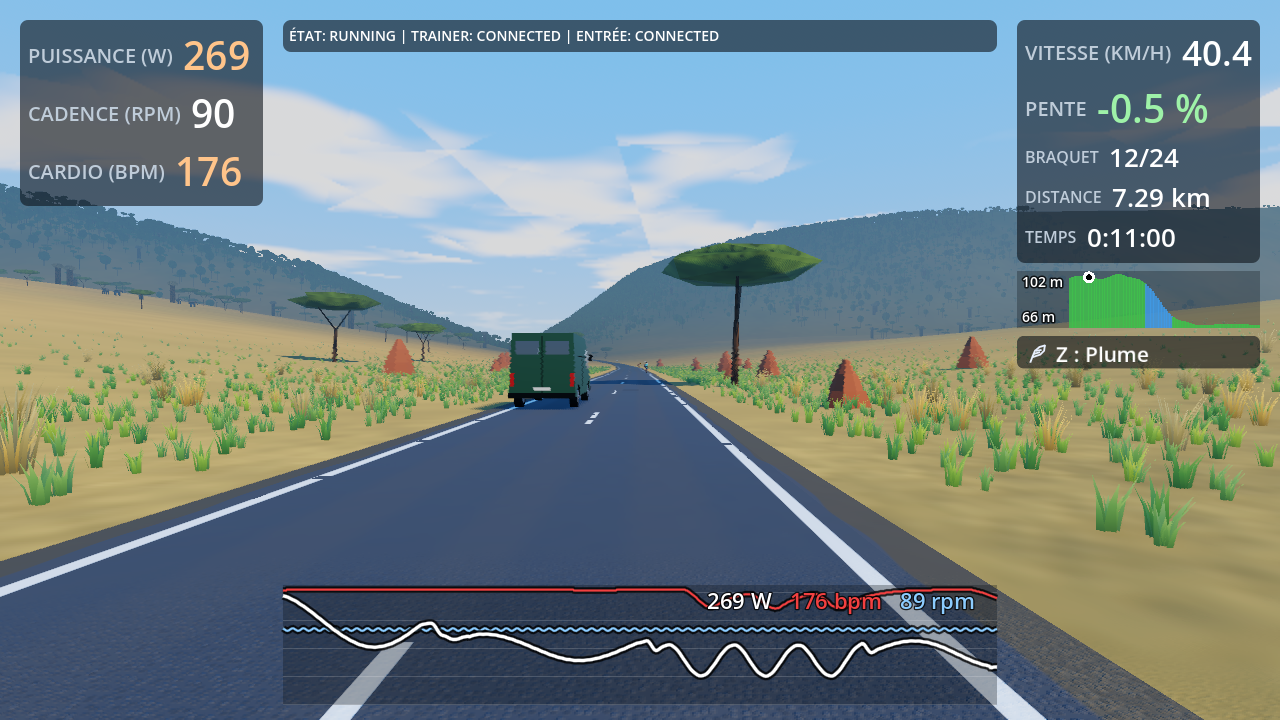 PUISSANCE (W) 269
CADENCE (RPM) 90
CARDIO (BPM) 176
ÉTAT: RUNNING | TRAINER: CONNECTED | ENTRÉE: CONNECTED
VITESSE (KM/H) 40.4
PENTE -0.5 %
BRAQUET 12/24
DISTANCE 7.29 km
TEMPS 0:11:00
102 m
66 m
Z : Plume
269 W 176 bpm 89 rpm